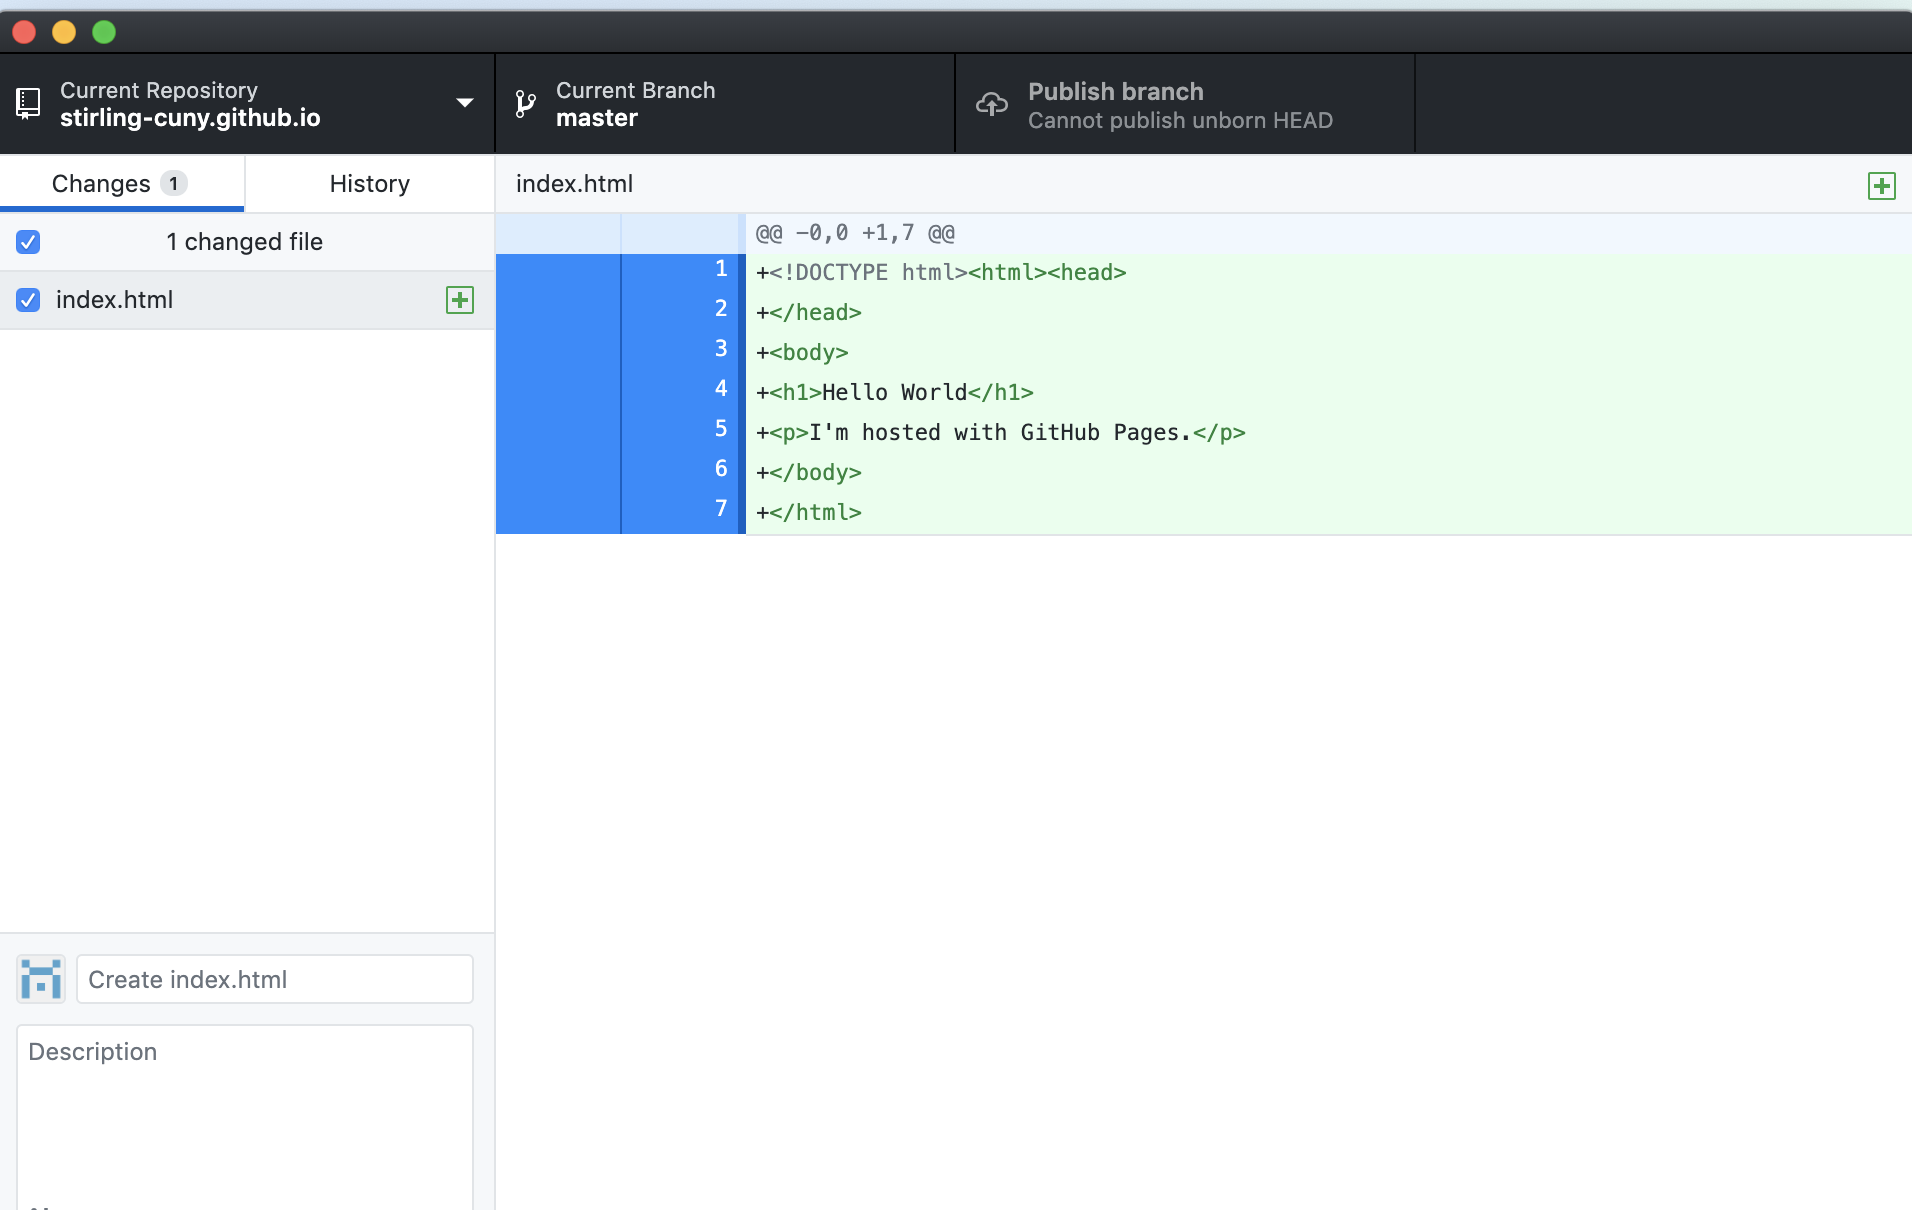 Current Repository
stirling-cuny.github.io
Current Branch
master
Publish branch
Cannot publish unborn HEAD
Changes 1
History
1 changed file
index.html
index.html
@@ -0,0 +1,7 @@
1 +<!DOCTYPE html><html><head>
2 +</head>
3 +<body>
4 +<h1>Hello World</h1>
5 +<p>I'm hosted with GitHub Pages.</p>
6 +</body>
7 +</html>
Create index.html
Description